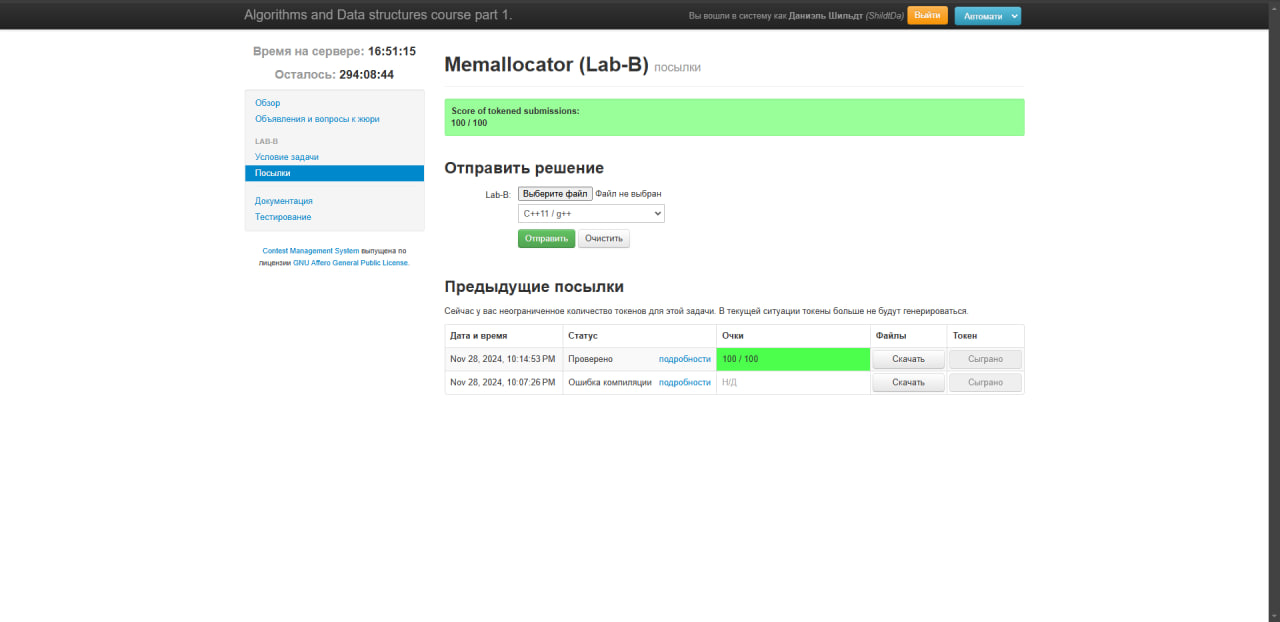 Algorithms and Data structures course part 1.
Вы вошли в систему как Даниэль Шильдт (ShildtDa) Выйти Автомати
Время на сервере: 16:51:15
Осталось: 294:08:44
Обзор
Объявления и вопросы к жюри
LAB-B
Условие задачи
Посылки
Документация
Тестирование
Contest Management System выпущена по
лицензии GNU Affero General Public License.
Memallocator (Lab-B) посылки
Score of tokened submissions:
100 / 100
Отправить решение
Lab-B: Выберите файл Файл не выбран
C++11 / g++
Отправить Очистить
Предыдущие посылки
Сейчас у вас неограниченное количество токенов для этой задачи. В текущей ситуации токены больше не будут генерироваться.
Дата и время Статус Очки Файлы Токен
Nov 28, 2024, 10:14:53 PM Проверено подробности 100 / 100 Скачать Сыграно
Nov 28, 2024, 10:07:26 PM Ошибка компиляции подробности Н/Д Скачать Сыграно